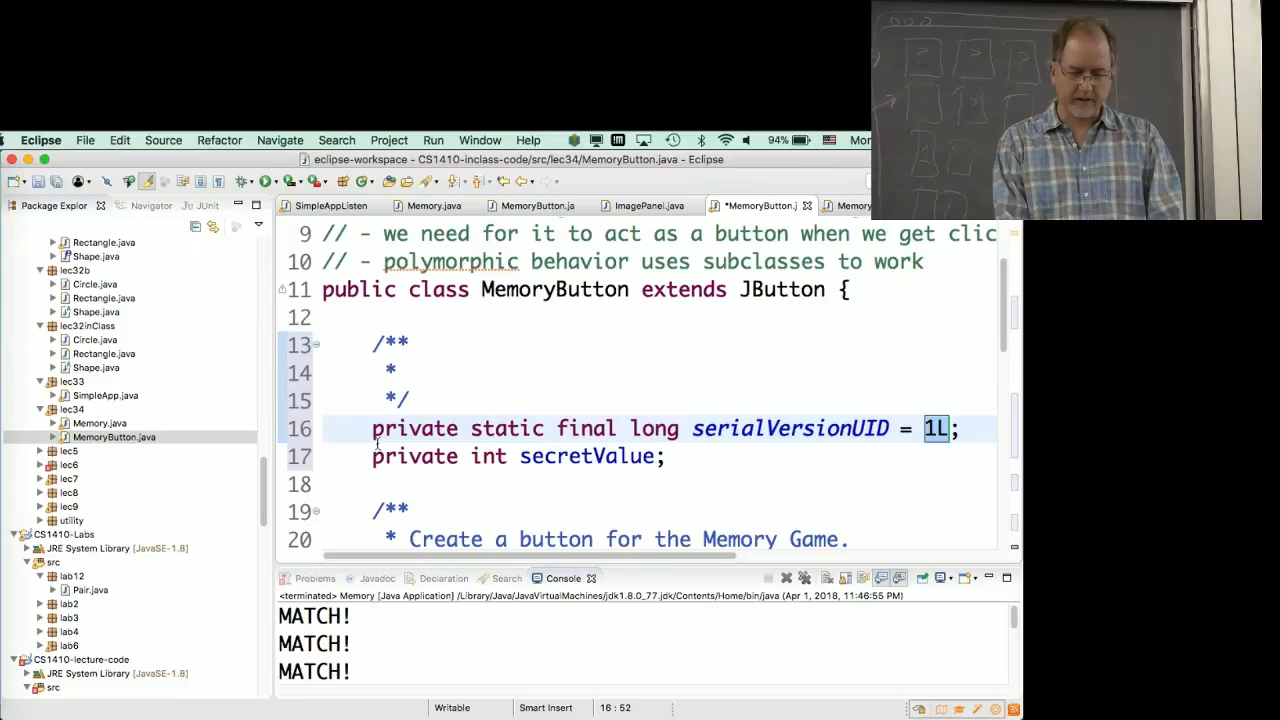 Eclipse File Edit Source Refactor Navigate Search Project Run Window Help 94% Mor
eclipse-workspace - CS1410-inclass-code/src/lec34/MemoryButton.java - Eclipse
Package Explor Navigator JUnit
SimpleAppListen Memory.java MemoryButton.ja ImagePanel.java *MemoryButton.j Memory
Rectangle.java
Shape.java
lec32b
Circle.java
Rectangle.java
Shape.java
lec32inClass
Circle.java
Rectangle.java
Shape.java
lec33
SimpleApp.java
lec34
Memory.java
MemoryButton.java
lec5
lec6
lec7
lec8
lec9
utility
CS1410-Labs
JRE System Library [JavaSE-1.8]
src
lab12
Pair.java
lab2
lab3
lab4
lab6
CS1410-lecture-code
JRE System Library [JavaSE-1.8]
src
9 // - we need for it to act as a button when we get clic
10 // - polymorphic behavior uses subclasses to work
11 public class MemoryButton extends JButton {
12
13 /**
14 *
15 */
16 private static final long serialVersionUID = 1L;
17 private int secretValue;
18
19 /**
20 * Create a button for the Memory Game.
Problems Javadoc Declaration Search Console
<terminated> Memory [Java Application] /Library/Java/JavaVirtualMachines/jdk1.8.0_77.jdk/Contents/Home/bin/java (Apr 1, 2018, 11:46:55 PM)
MATCH!
MATCH!
MATCH!
Writable Smart Insert 16 : 52